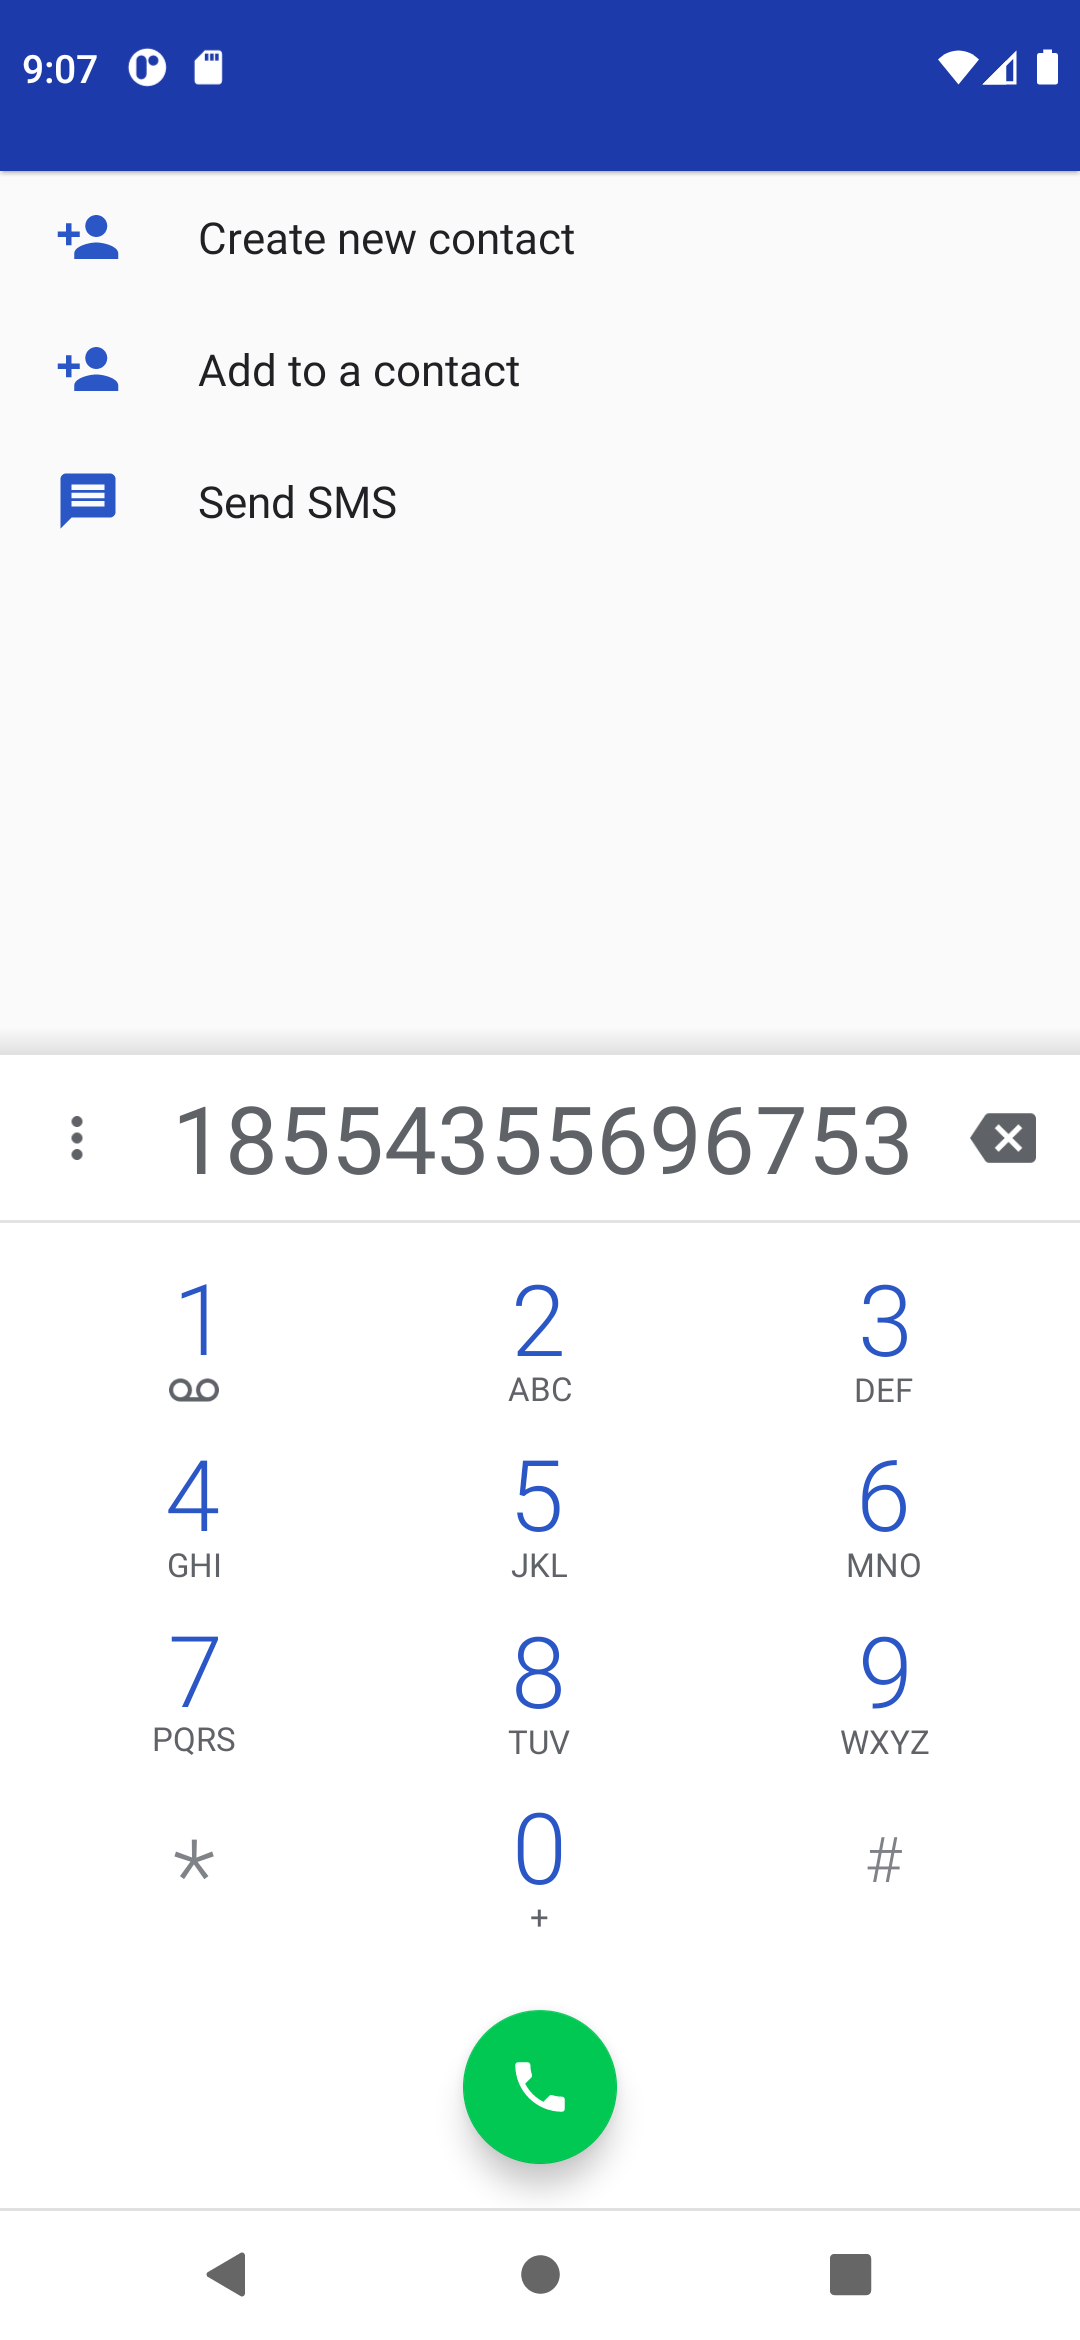 9:07
Create new contact
Add to a contact
Send SMS
18554355696753
1 2 3
ABC DEF
4 5 6
GHI JKL MNO
7 8 9
PQRS TUV WXYZ
* 0 #
+